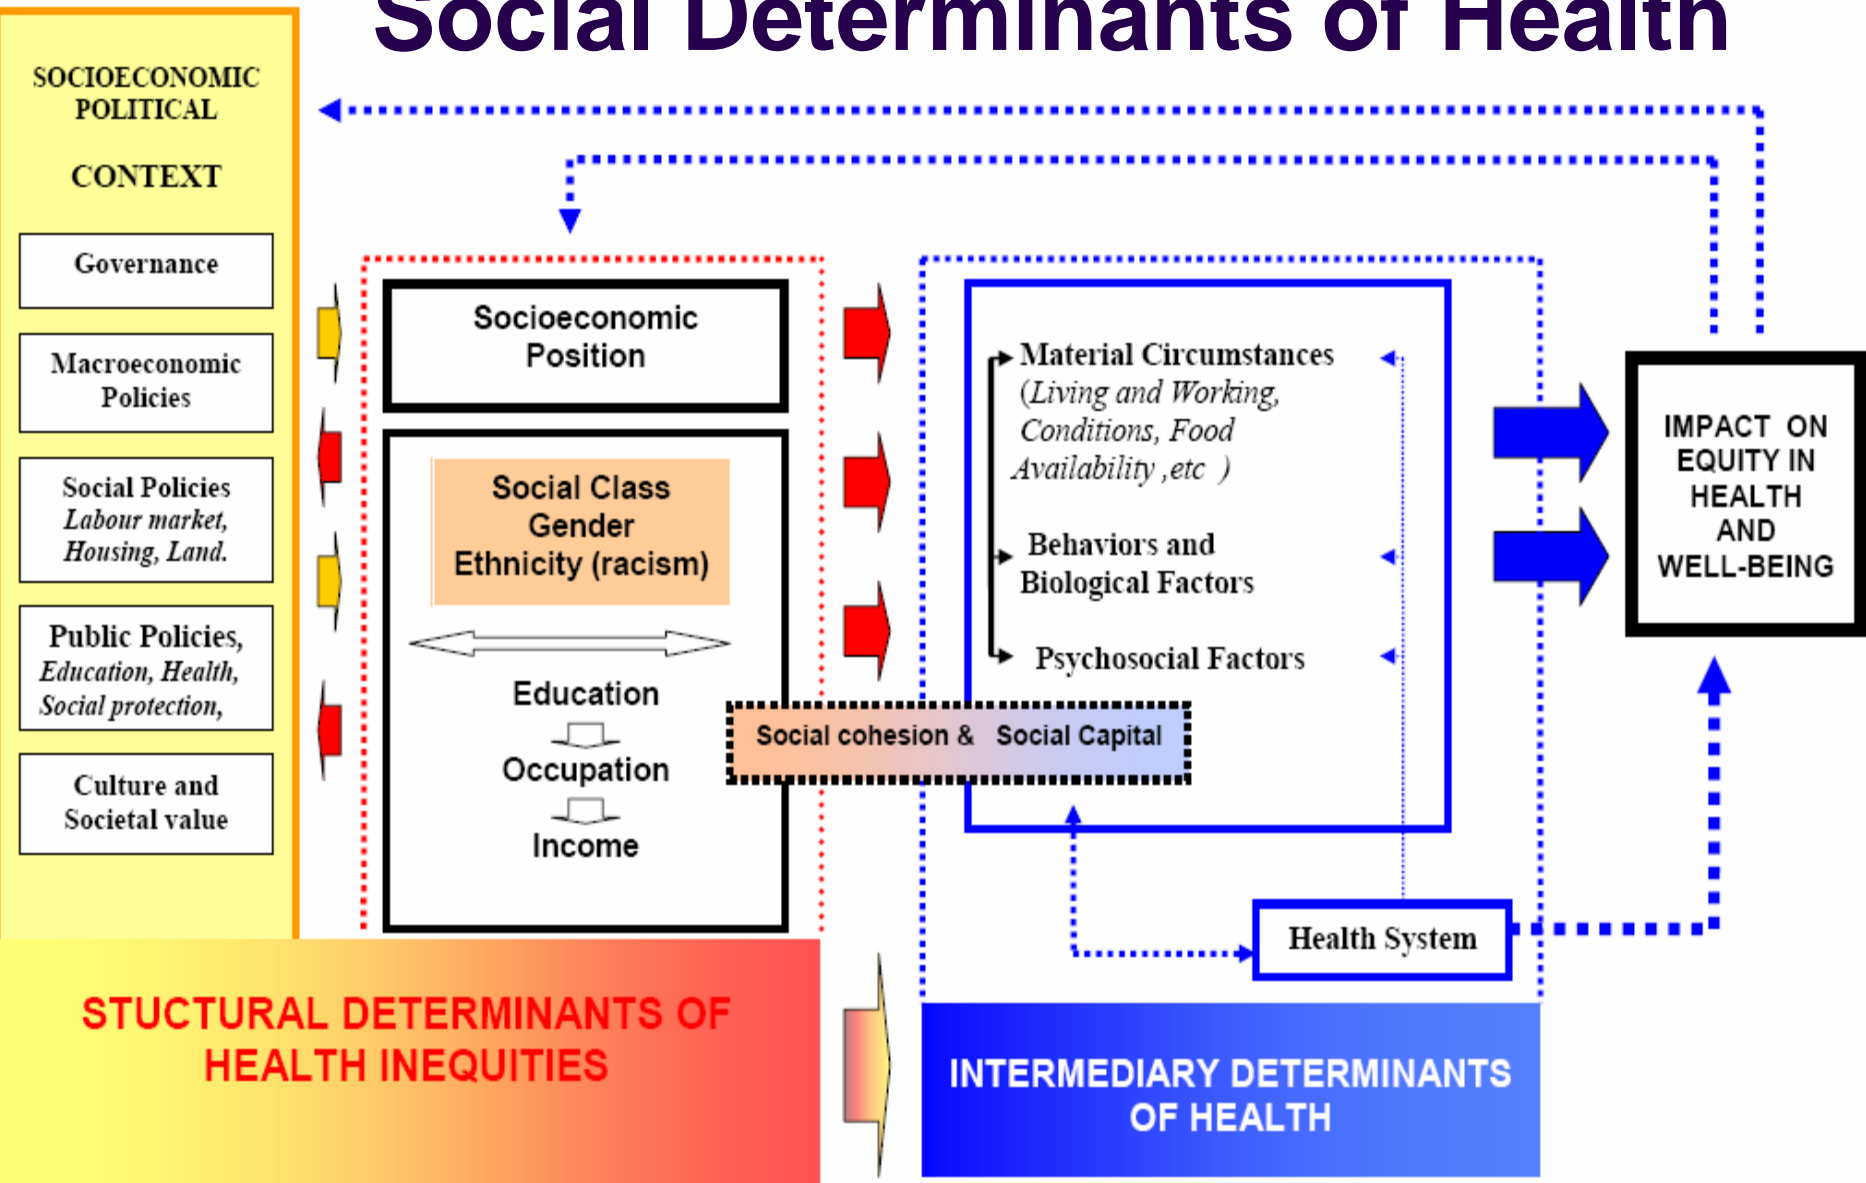 Social Determinants of Health
SOCIOECONOMIC
POLITICAL
CONTEXT
Governance
Macroeconomic
Policies
Social Policies
Labour market,
Housing, Land.
Public Policies,
Education, Health,
Social protection,
Culture and
Societal value
Socioeconomic
Position
Social Class
Gender
Ethnicity (racism)
Education
Occupation
Income
Social cohesion & Social Capital
Material Circumstances
(Living and Working,
Conditions, Food
Availability ,etc )
Behaviors and
Biological Factors
Psychosocial Factors
Health System
IMPACT ON
EQUITY IN
HEALTH
AND
WELL-BEING
STUCTURAL DETERMINANTS OF
HEALTH INEQUITIES
INTERMEDIARY DETERMINANTS
OF HEALTH